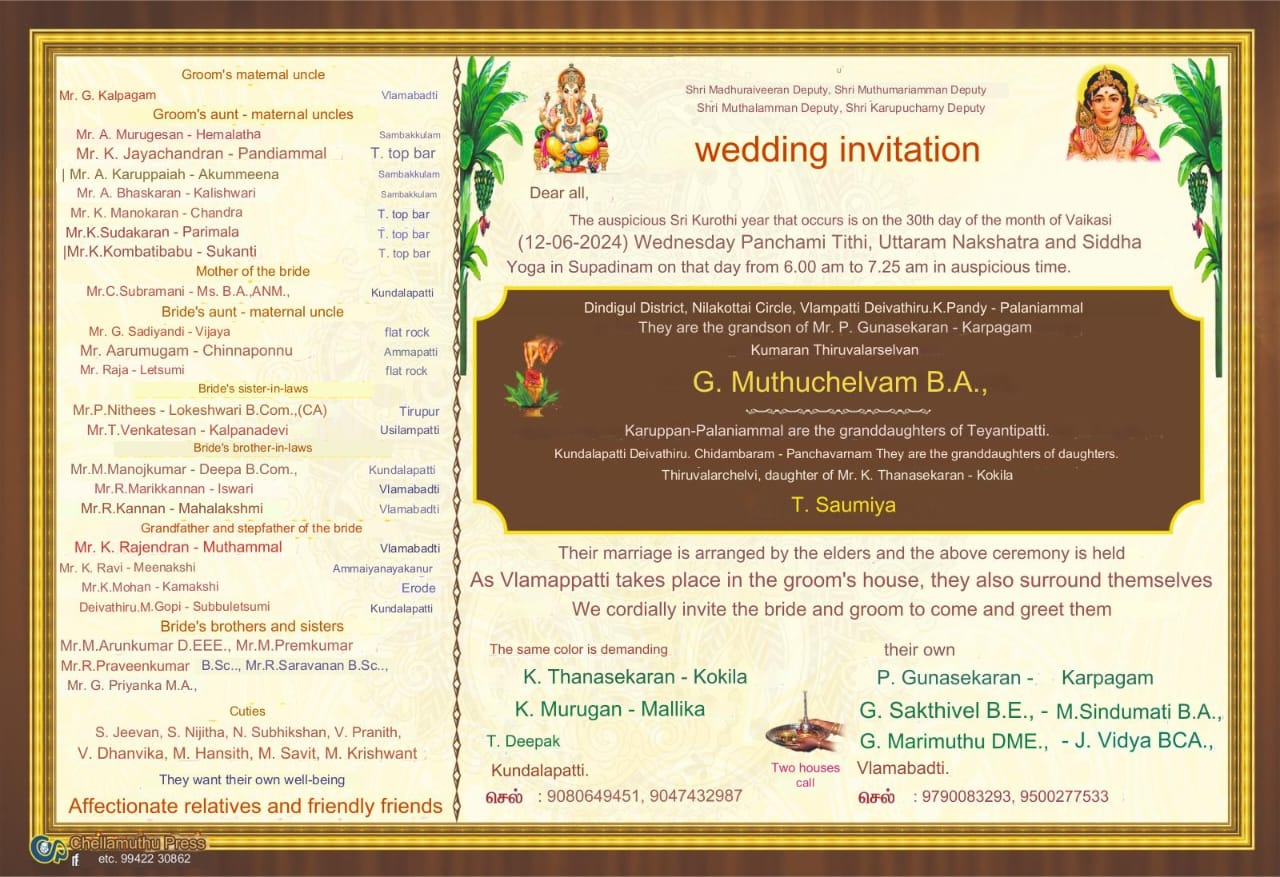 Groom's maternal uncle
Mr. G. Kalpagam Vlamabadti
Groom's aunt - maternal uncles
Mr. A. Murugesan - Hemalatha Sambakkulam
Mr. K. Jayachandran - Pandiammal T. top bar
| Mr. A. Karuppaiah - Akummeena Sambakkulam
Mr. A. Bhaskaran - Kalishwari Sambakkulam
Mr. K. Manokaran - Chandra T. top bar
Mr.K.Sudakaran - Parimala T. top bar
|Mr.K.Kombatibabu - Sukanti T. top bar
Mother of the bride
Mr.C.Subramani - Ms. B.A.,ANM., Kundalapatti
Bride's aunt - maternal uncle
Mr. G. Sadiyandi - Vijaya flat rock
Mr. Aarumugam - Chinnaponnu Ammapatti
Mr. Raja - Letsumi flat rock
Bride's sister-in-laws
Mr.P.Nithees - Lokeshwari B.Com.,(CA) Tirupur
Mr.T.Venkatesan - Kalpanadevi Usilampatti
Bride's brother-in-laws
Mr.M.Manojkumar - Deepa B.Com., Kundalapatti
Mr.R.Marikkannan - Iswari Vlamabadti
Mr.R.Kannan - Mahalakshmi Vlamabadti
Grandfather and stepfather of the bride
Mr. K. Rajendran - Muthammal Vlamabadti
Mr. K. Ravi - Meenakshi Ammaiyanayakanur
Mr.K.Mohan - Kamakshi Erode
Deivathiru.M.Gopi - Subbuletsumi Kundalapatti
Bride's brothers and sisters
Mr.M.Arunkumar D.EEE., Mr.M.Premkumar
Mr.R.Praveenkumar B.Sc.., Mr.R.Saravanan B.Sc..,
Mr. G. Priyanka M.A.,
Cuties
S. Jeevan, S. Nijitha, N. Subhikshan, V. Pranith,
V. Dhanvika, M. Hansith, M. Savit, M. Krishwant
They want their own well-being
Affectionate relatives and friendly friends
Chellamuthu Press
etc. 99422 30862
Shri Madhuraiveeran Deputy, Shri Muthumariamman Deputy
Shri Muthalamman Deputy, Shri Karupuchamy Deputy
wedding invitation
Dear all,
The auspicious Sri Kurothi year that occurs is on the 30th day of the month of Vaikasi
(12-06-2024) Wednesday Panchami Tithi, Uttaram Nakshatra and Siddha
Yoga in Supadinam on that day from 6.00 am to 7.25 am in auspicious time.
Dindigul District, Nilakottai Circle, Vlampatti Deivathiru.K.Pandy - Palaniammal
They are the grandson of Mr. P. Gunasekaran - Karpagam
Kumaran Thiruvalarselvan
G. Muthuchelvam B.A.,
Karuppan-Palaniammal are the granddaughters of Teyantipatti.
Kundalapatti Deivathiru. Chidambaram - Panchavarnam They are the granddaughters of daughters.
Thiruvalarchelvi, daughter of Mr. K. Thanasekaran - Kokila
T. Saumiya
Their marriage is arranged by the elders and the above ceremony is held
As Vlamappatti takes place in the groom's house, they also surround themselves
We cordially invite the bride and groom to come and greet them
The same color is demanding
K. Thanasekaran - Kokila
K. Murugan - Mallika
T. Deepak
Kundalapatti.
செல் : 9080649451, 9047432987
Two houses
call
their own
P. Gunasekaran - Karpagam
G. Sakthivel B.E., - M.Sindumati B.A.,
G. Marimuthu DME., - J. Vidya BCA.,
Vlamabadti.
செல் : 9790083293, 9500277533